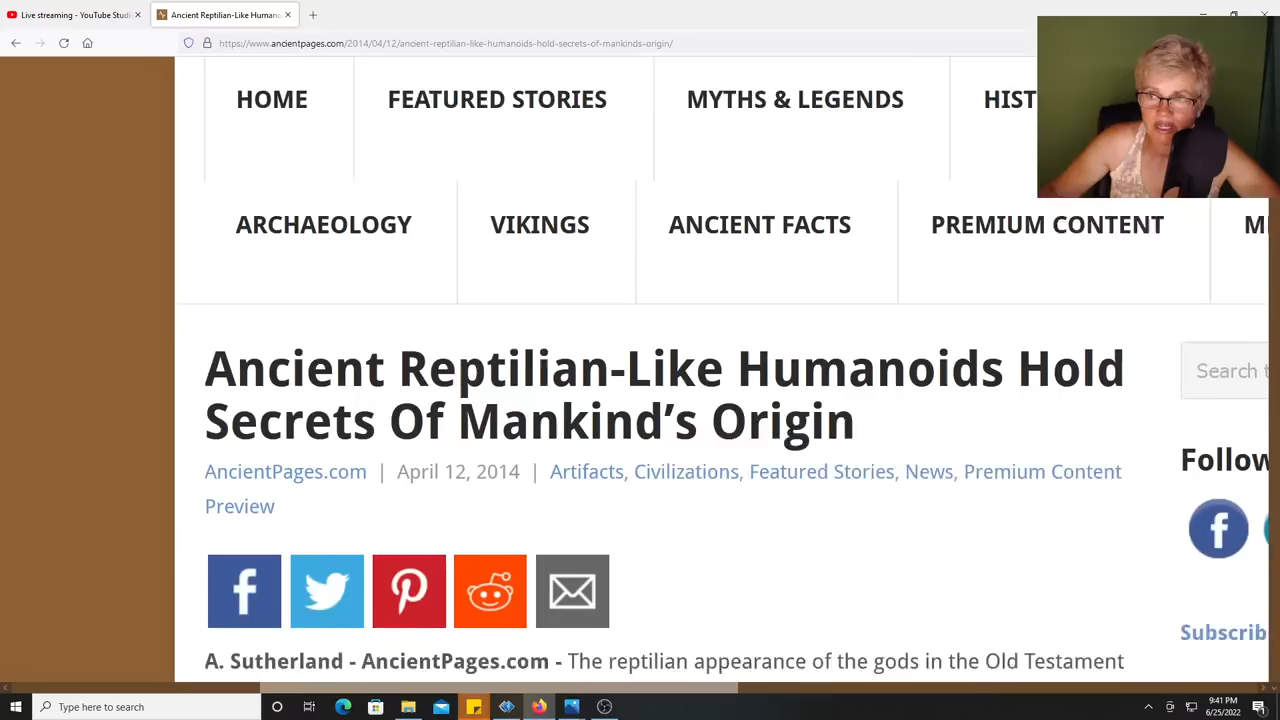 Live streaming - YouTube Studi
Ancient Reptilian-Like Humano
https://www.ancientpages.com/2014/04/12/ancient-reptilian-like-humanoids-hold-secrets-of-mankinds-origin/
HOME
FEATURED STORIES
MYTHS & LEGENDS
HIST
ARCHAEOLOGY
VIKINGS
ANCIENT FACTS
PREMIUM CONTENT
Ancient Reptilian-Like Humanoids Hold
Secrets Of Mankind’s Origin
AncientPages.com | April 12, 2014 | Artifacts, Civilizations, Featured Stories, News, Premium Content
Preview
Search t
Follow
Subscrib
A. Sutherland - AncientPages.com - The reptilian appearance of the gods in the Old Testament
Type here to search
9:41 PM
6/25/2022